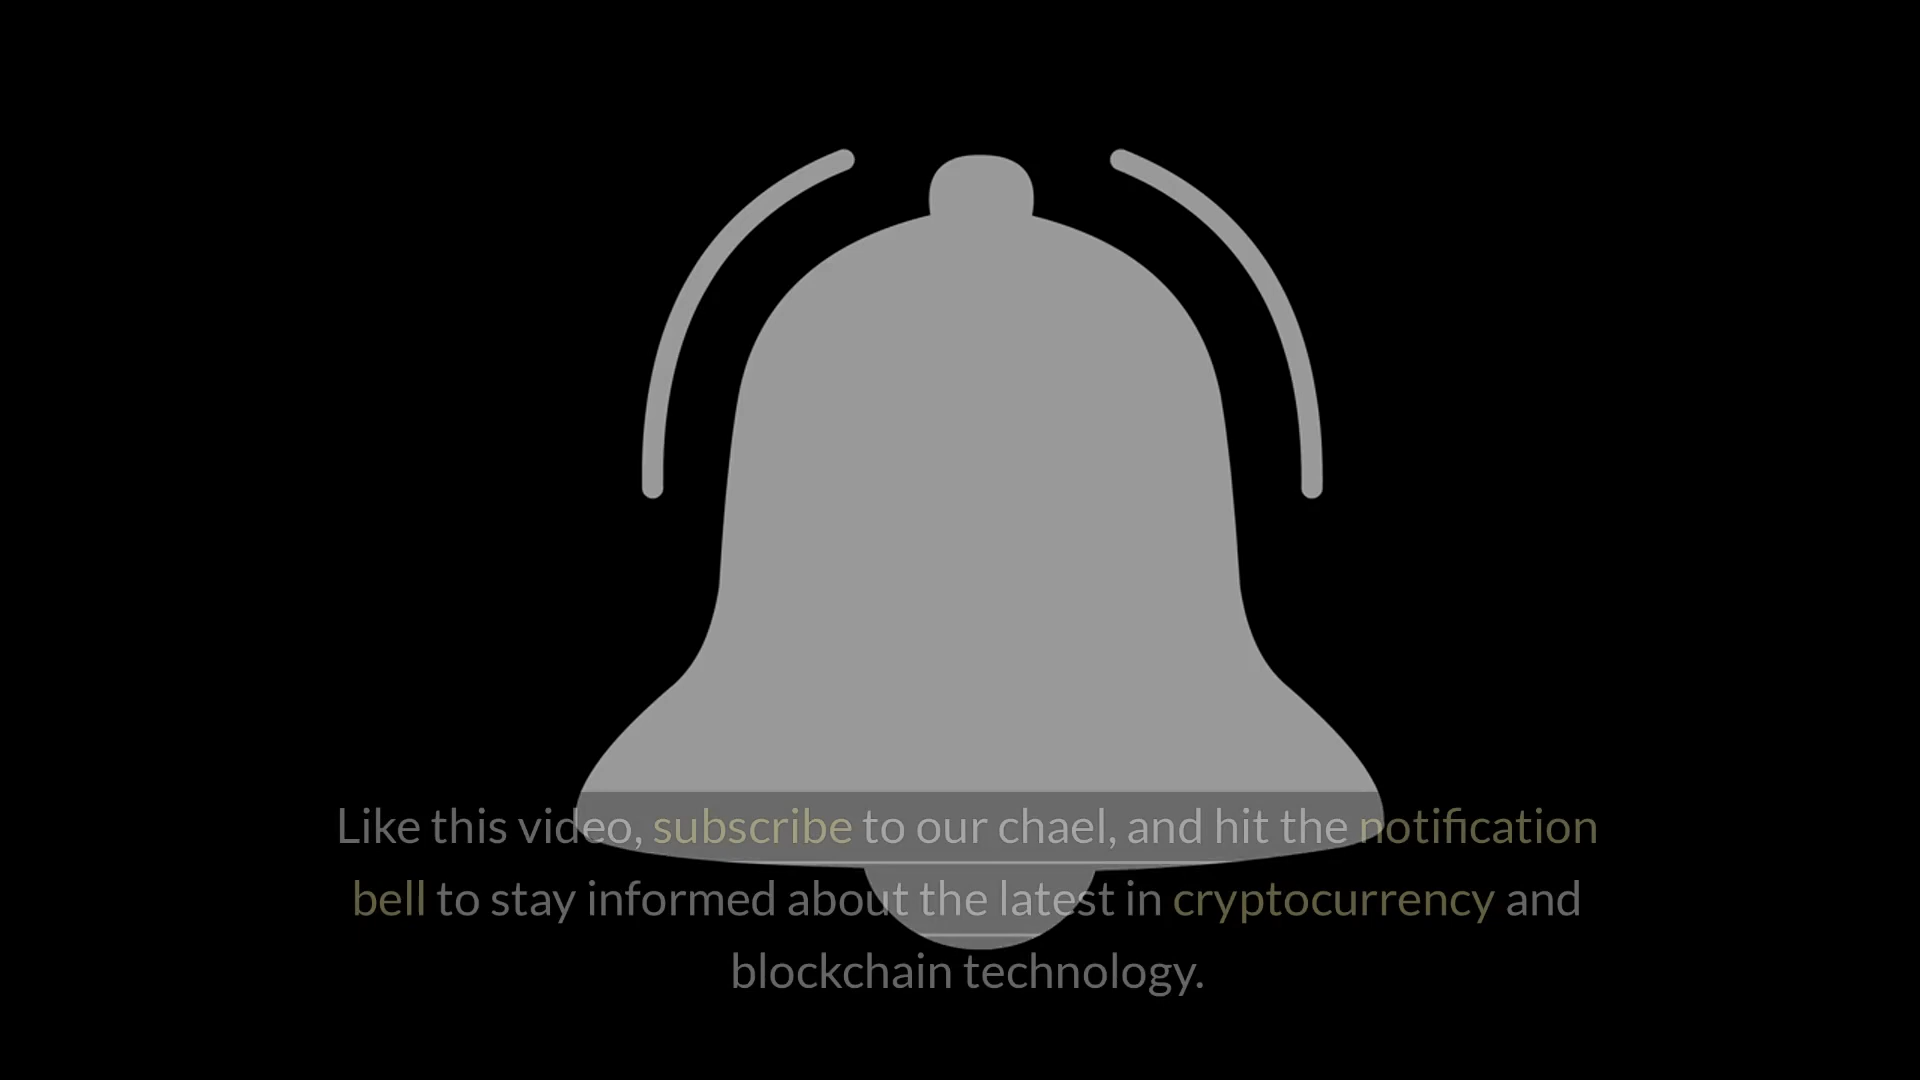 Like this video, subscribe to our chael, and hit the notification
bell to stay informed about the latest in cryptocurrency and
blockchain technology.